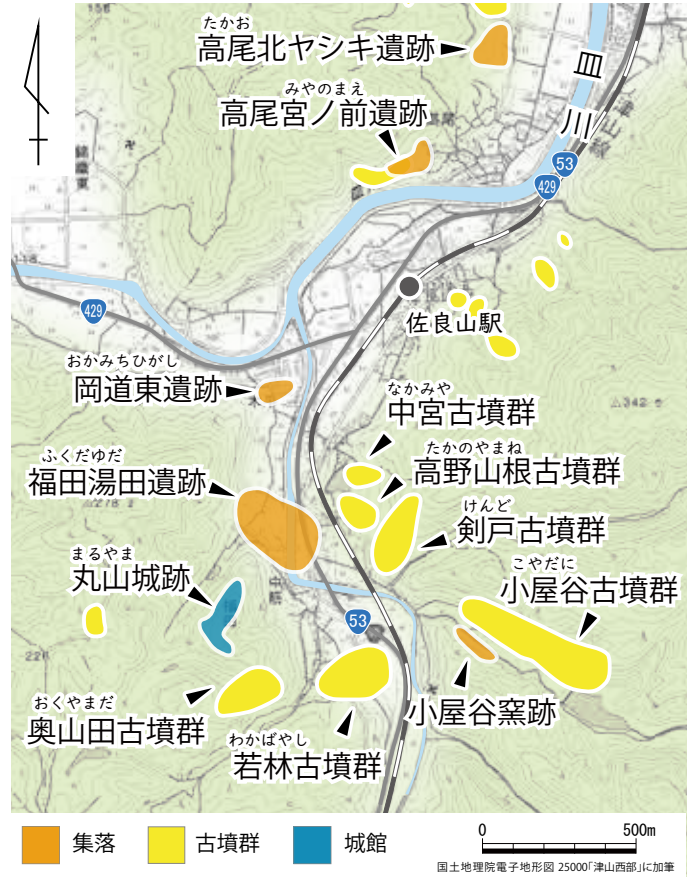 たかお
高尾北ヤシキ遺跡
みやのまえ
高尾宮ノ前遺跡
目
川
53
429
429
佐良山駅
おかみちひがし
岡道東遺跡
なかみや
中宮古墳群
342
たかのやまね
高野山根古墳群
ふくだゆだ
福田湯田遺跡
けんど
剣戸古墳群
まるやま
丸山城跡
こやだに
小屋谷古墳群
53
おくやまだ
奥山田古墳群
小屋谷窯跡
わかばやし
若林古墳群
集落
古墳群
城館
0
500m
国土地理院電子地形図 25000「津山西部」に加筆